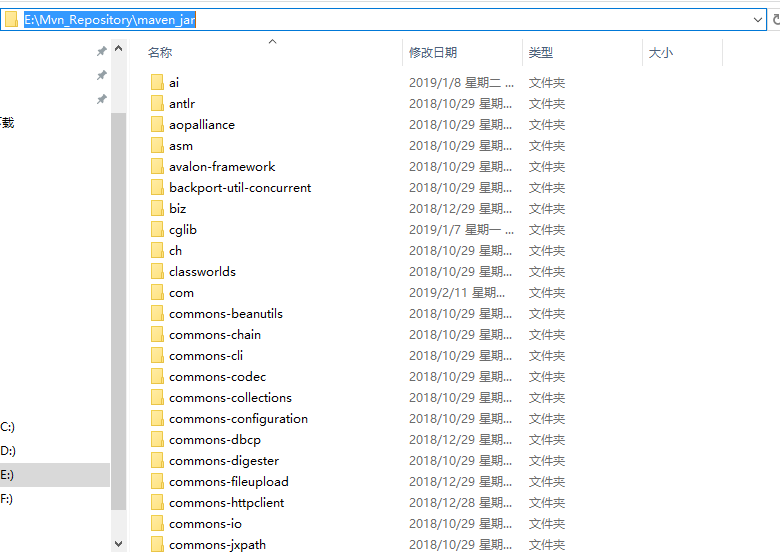 E:\Mvn_Repository\maven_jar
名称 修改日期 类型 大小
ai 2019/1/8 星期二 ... 文件夹
antlr 2018/10/29 星期... 文件夹
下载
aopalliance 2018/10/29 星期... 文件夹
asm 2018/10/29 星期... 文件夹
avalon-framework 2018/10/29 星期... 文件夹
backport-util-concurrent 2018/10/29 星期... 文件夹
biz 2018/12/29 星期... 文件夹
cglib 2019/1/7 星期一 ... 文件夹
ch 2018/10/29 星期... 文件夹
classworlds 2018/10/29 星期... 文件夹
com 2019/2/11 星期... 文件夹
commons-beanutils 2018/10/29 星期... 文件夹
commons-chain 2018/10/29 星期... 文件夹
commons-cli 2018/10/29 星期... 文件夹
commons-codec 2018/10/29 星期... 文件夹
commons-collections 2018/10/29 星期... 文件夹
commons-configuration 2018/10/29 星期... 文件夹
C:)
commons-dbcp 2018/12/29 星期... 文件夹
D:)
commons-digester 2018/10/29 星期... 文件夹
E:)
commons-fileupload 2018/12/29 星期... 文件夹
F:)
commons-httpclient 2018/12/28 星期... 文件夹
commons-io 2018/10/29 星期... 文件夹
commons-jxpath 2018/10/29 星期... 文件夹